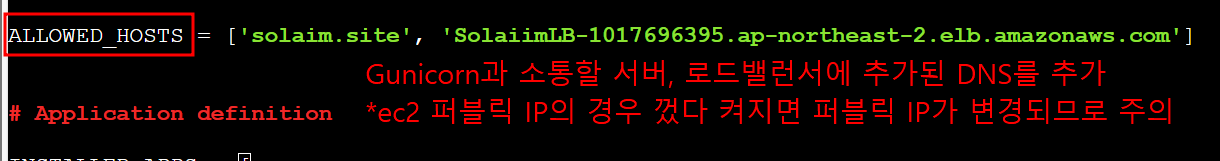 ALLOWED_HOSTS = ['solaim.site', 'SolaiimLB-1017696395.ap-northeast-2.elb.amazonaws.com']
Gunicorn과 소통할 서버, 로드밸런서에 추가된 DNS를 추가
# Application definition
*ec2 퍼블릭 IP의 경우 껐다 켜지면 퍼블릭 IP가 변경되므로 주의